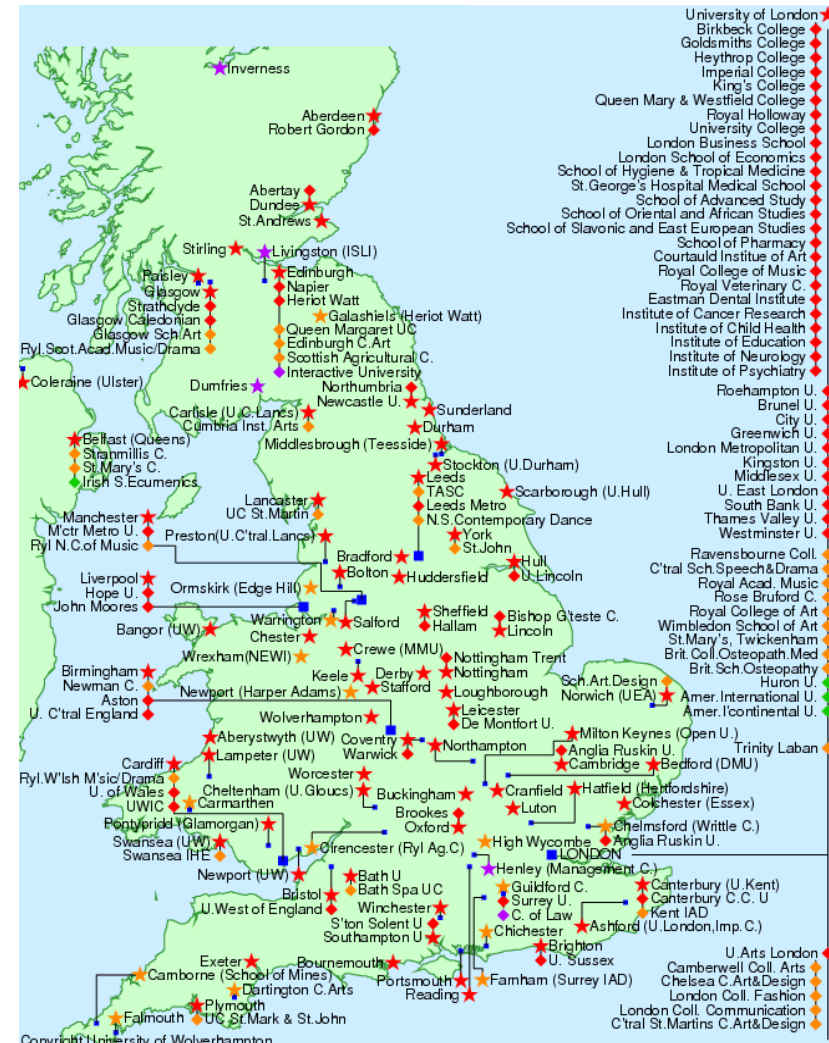 University of London
Birkbeck College
Goldsmiths College
Heythrop College
Imperial College
King's College
Queen Mary & Westfield College
Royal Holloway
University College
London Business School
London School of Economics
School of Hygiene & Tropical Medicine
St.George's Hospital Medical School
School of Advanced Study
School of Oriental and African Studies
School of Slavonic and East European Studies
School of Pharmacy
Courtauld Institue of Art
Royal College of Music
Royal Veterinary C.
Eastman Dental Institute
Institute of Cancer Research
Institute of Child Health
Institute of Education
Institute of Neurology
Institute of Psychiatry
Roehampton U.
Brunel U.
City U.
Greenwich U.
London Metropolitan U.
Kingston U.
Middlesex U.
U. East London
South Bank U.
Thames Valley U.
Westminster U.
Ravensbourne Coll.
C'tral Sch.Speech&Drama
Royal Acad. Music
Rose Bruford C.
Royal College of Art
Wimbledon School of Art
St.Mary's, Twickenham
Brit.Coll.Osteopath.Med
Brit.Sch.Osteopathy
Huron U.
Amer.International U.
Amer.I'continental U.
Trinity Laban
Inverness
Aberdeen
Robert Gordon
Abertay
Dundee
St.Andrews
Stirling
Livingston (ISLI)
Paisley
Glasgow
Strathclyde
Glasgow Caledonian
Glasgow Sch.Art
Ryl.Scot.Acad.Music/Drama
Edinburgh
Napier
Heriot Watt
Galashiels (Heriot Watt)
Queen Margaret UC
Edinburgh C.Art
Scottish Agricultural C.
Interactive University
Coleraine (Ulster)
Dumfries
Northumbria
Newcastle U.
Sunderland
Carlisle (U.C.Lancs)
Cumbria Inst. Arts
Durham
Belfast (Queens)
Stranmillis C.
St.Mary's C.
Irish S.Ecumenics
Middlesbrough (Teesside)
Stockton (U.Durham)
Leeds
TASC
Leeds Metro
N.S.Contemporary Dance
Scarborough (U.Hull)
Lancaster
UC St.Martin
Manchester
M'ctr Metro U.
Ryl N.C.of Music
Preston(U.C'tral.Lancs)
York
St.John
Bradford
Bolton
Huddersfield
Hull
U.Lincoln
Liverpool
Hope U.
John Moores
Ormskirk (Edge Hill)
Warrington
Salford
Sheffield
Hallam
Bishop G'teste C.
Lincoln
Bangor (UW)
Chester
Wrexham(NEWI)
Crewe (MMU)
Nottingham Trent
Nottingham
Birmingham
Newman C.
Aston
U. C'tral England
Keele
Derby
Newport (Harper Adams)
Stafford
Loughborough
Sch.Art.Design
Norwich (UEA)
Wolverhampton
Leicester
De Montfort U.
Aberystwyth (UW)
Lampeter (UW)
Coventry
Warwick
Northampton
Milton Keynes (Open U.)
Anglia Ruskin U.
Cambridge
Bedford (DMU)
Cardiff
Ryl.W'lsh M'sic/Drama
U. of Wales
UWIC
Carmarthen
Worcester
Cheltenham (U.Gloucs)
Buckingham
Cranfield
Hatfield (Hertfordshire)
Luton
Colchester (Essex)
Pontypridd (Glamorgan)
Brookes
Oxford
Chelmsford (Writtle C.)
Anglia Ruskin U.
Swansea (UW)
Swansea IHE
Cirencester (Ryl Ag.C)
High Wycombe
LONDON
Newport (UW)
Bath U
Bath Spa UC
Henley (Management C.)
Bristol
U.West of England
Guildford C.
Surrey U.
C. of Law
Canterbury (U.Kent)
Canterbury C.C. U
Kent IAD
Winchester
S'ton Solent U
Southampton U
Chichester
Ashford (U.London,Imp.C.)
Brighton
U. Sussex
Exeter
Bournemouth
Camborne (School of Mines)
Dartington C.Arts
Portsmouth
Reading
Farnham (Surrey IAD)
Plymouth
Falmouth
UC St.Mark & St.John
U.Arts London
Camberwell Coll. Arts
Chelsea C.Art&Design
London Coll. Fashion
London Coll. Communication
C'tral St.Martins C.Art&Design
Copyright University of Wolverhampton